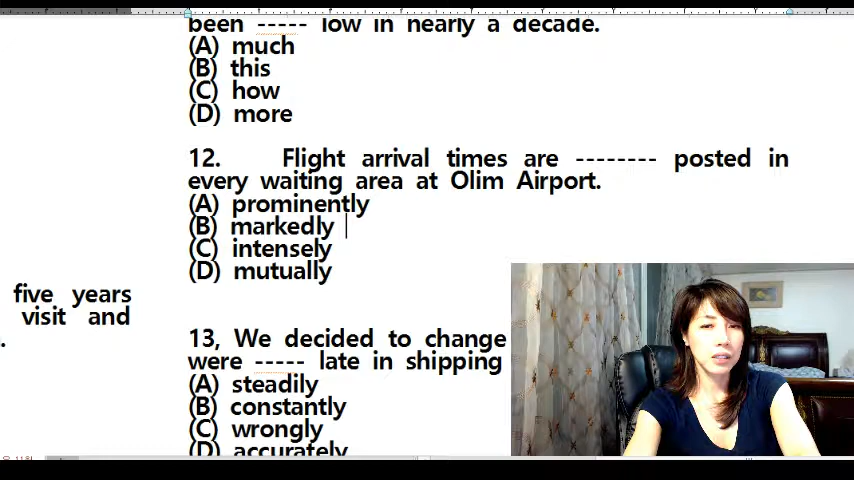 been ----- low in nearly a decade.
(A) much
(B) this
(C) how
(D) more
12. Flight arrival times are -------- posted in
every waiting area at Olim Airport.
(A) prominently
(B) markedly
(C) intensely
(D) mutually
five years
visit and
.
13, We decided to change
were ----- late in shipping
(A) steadily
(B) constantly
(C) wrongly
(D) accurately